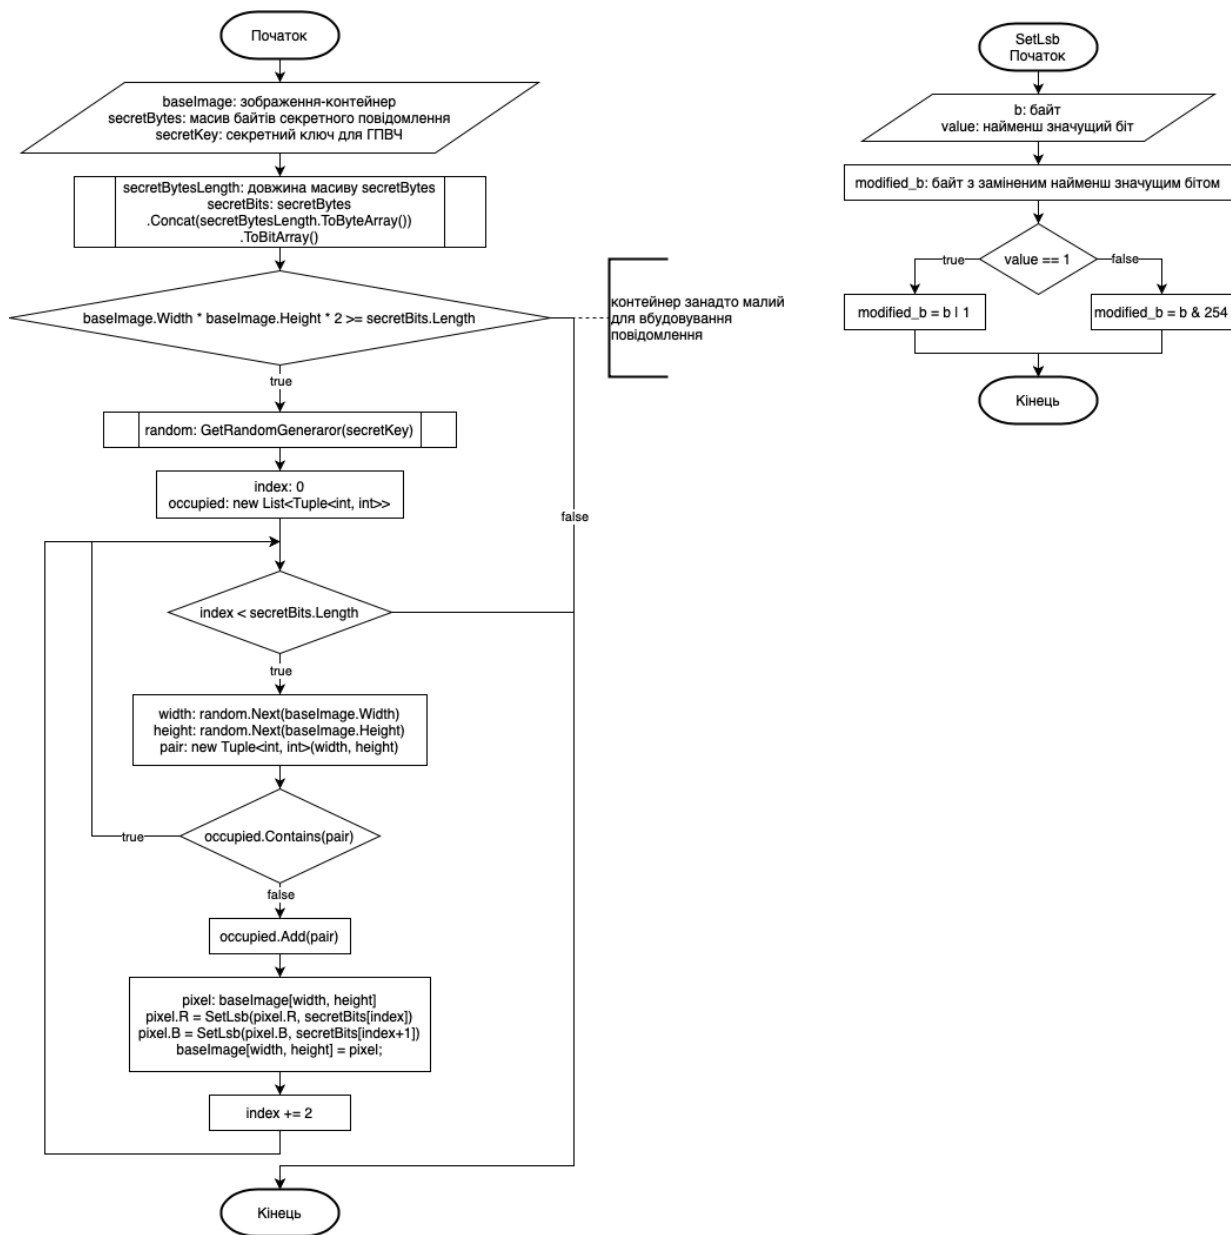 Початок
baseImage: зображення-контейнер
secretBytes: масив байтів секретного повідомлення
secretKey: секретний ключ для ГПВЧ
secretBytesLength: довжина масиву secretBytes
secretBits: secretBytes
.Concat(secretBytesLength.ToByteArray())
.ToBitArray()
baseImage.Width * baseImage.Height * 2 >= secretBits.Length
контейнер занадто малий
для вбудовування
повідомлення
true
random: GetRandomGeneraror(secretKey)
index: 0
occupied: new List<Tuple<int, int>>
false
index < secretBits.Length
true
width: random.Next(baseImage.Width)
height: random.Next(baseImage.Height)
pair: new Tuple<int, int>(width, height)
occupied.Contains(pair)
true
false
occupied.Add(pair)
pixel: baseImage[width, height]
pixel.R = SetLsb(pixel.R, secretBits[index])
pixel.B = SetLsb(pixel.B, secretBits[index+1])
baseImage[width, height] = pixel;
index += 2
Кінець
SetLsb
Початок
b: байт
value: найменш значущий біт
modified_b: байт з заміненим найменш значущим бітом
value == 1
true
false
modified_b = b | 1
modified_b = b & 254
Кінець